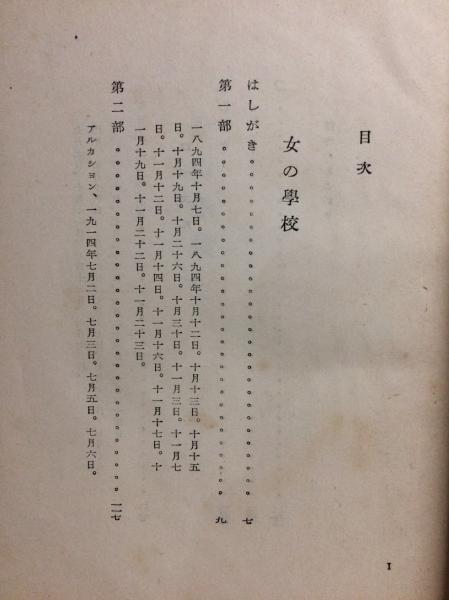 目次
女の學校
はしがき。。。。。。。。。。。。。。。。。。。。。。。。七
第一部。。。。。。。。。。。。。。。。。。。。。。。。九
一八九四年十月七日。一八九四年十月十二日。十月十三日。十月十五
日。十月十九日。十月二十六日。十月三十日。十一月三日。十一月七
日。十一月十二日。十一月十四日。十一月十六日。十一月十七日。十
一月十九日。十一月二十二日。十一月二十三日。
第二部。。。。。。。。。。。。。。。。。。。。。。。。一一七
アルカション、一九一四年七月二日。七月三日。七月五日。七月六日。
1